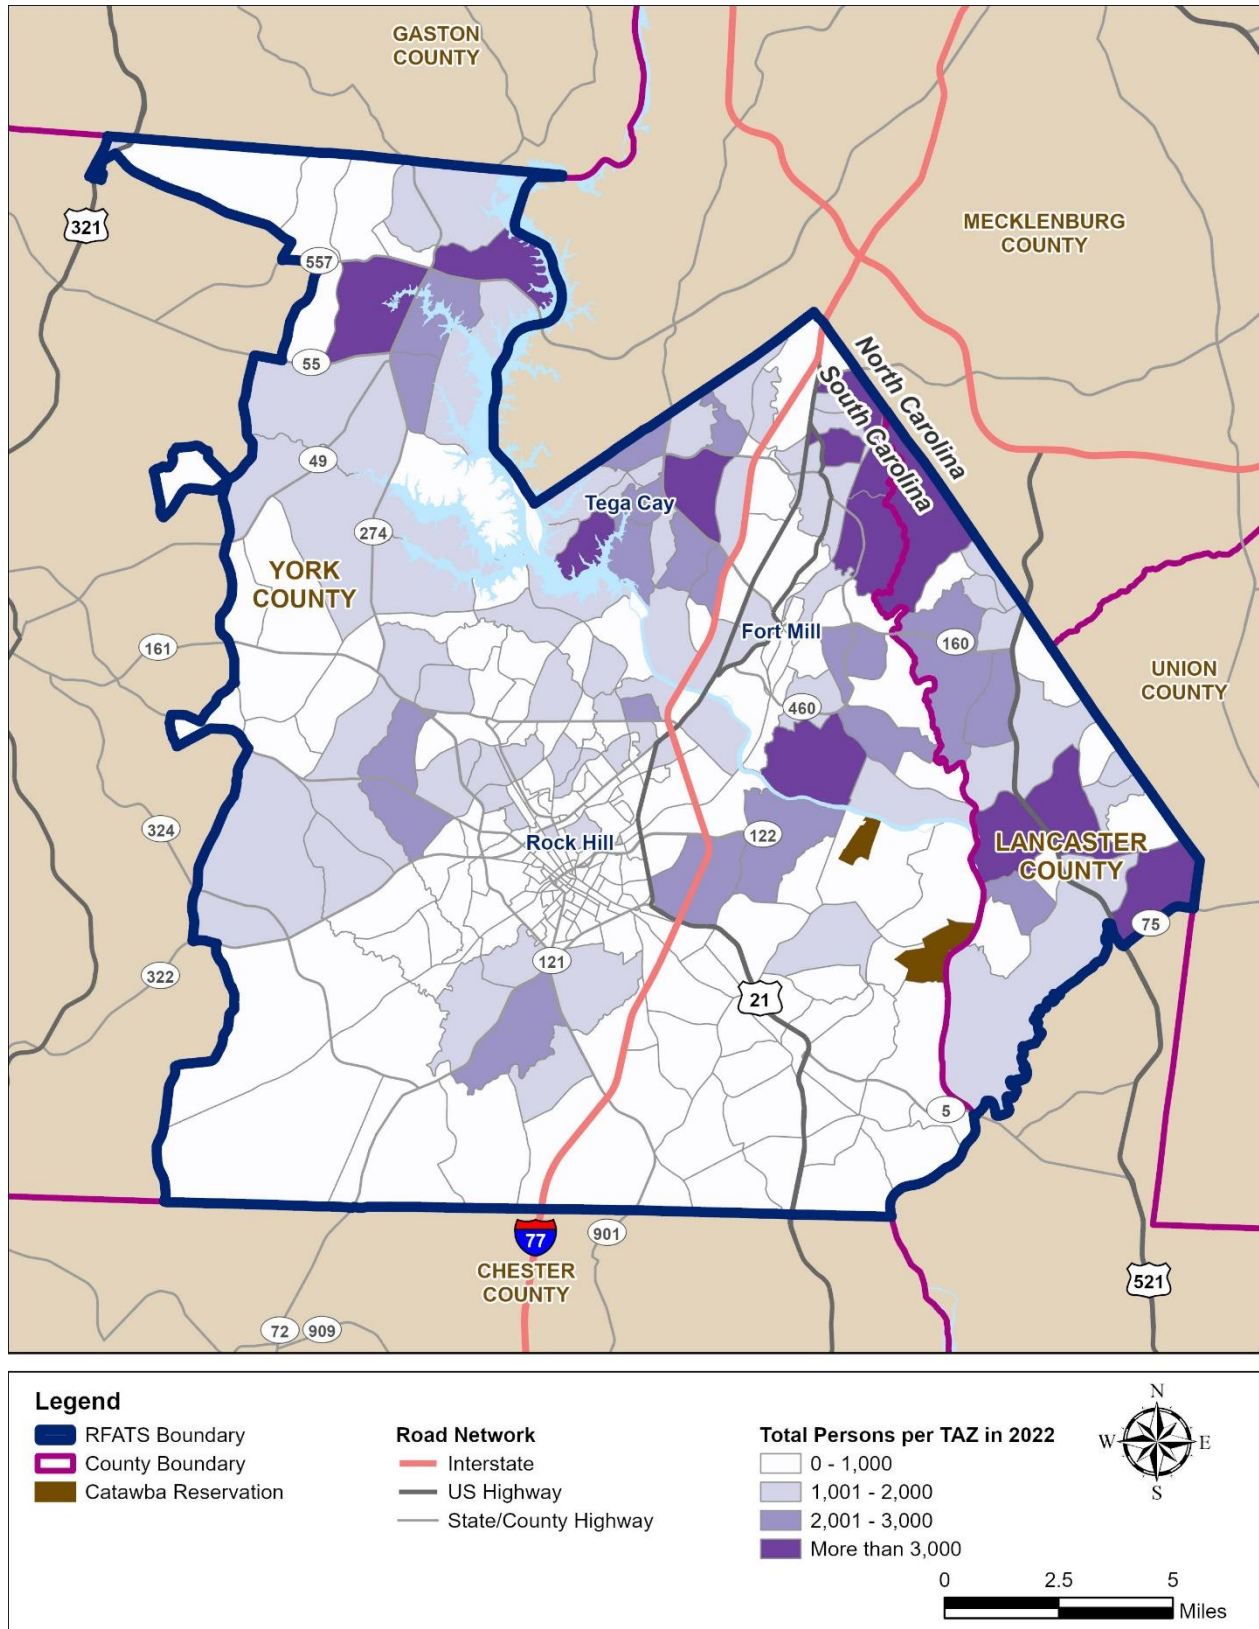 GASTON
COUNTY
MECKLENBURG
COUNTY
321
557
North Carolina
South Carolina
55
49
Tega Cay
274
YORK
COUNTY
Fort Mill
160
161
UNION
COUNTY
460
324
122
Rock Hill
LANCASTER
COUNTY
75
121
322
21
5
77
901
CHESTER
COUNTY
521
72
909
Legend
RFATS Boundary
County Boundary
Catawba Reservation
Road Network
Interstate
US Highway
State/County Highway
Total Persons per TAZ in 2022
0 - 1,000
1,001 - 2,000
2,001 - 3,000
More than 3,000
N
W
E
S
0 2.5 5
Miles